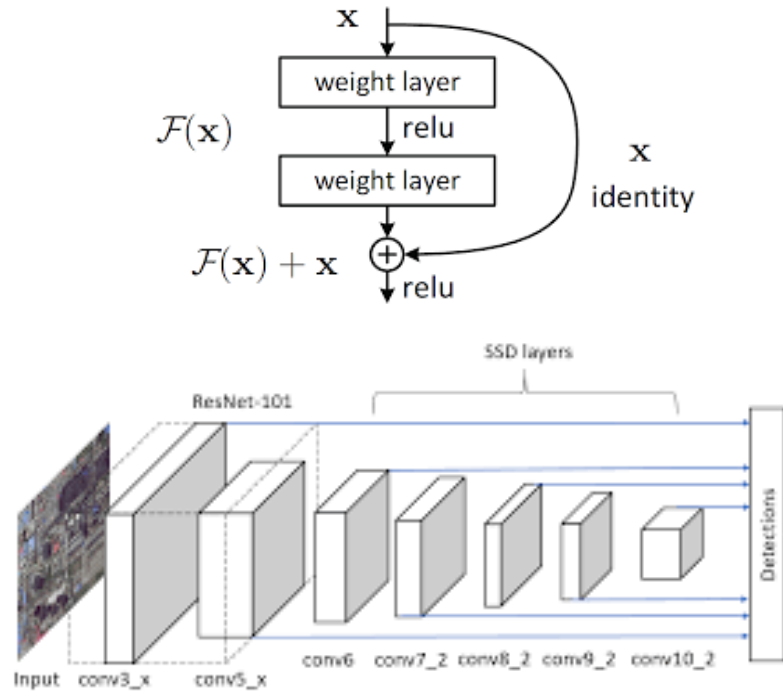 x
weight layer
F(x)
relu
x
weight layer
identity
F(x) + x
relu
SSD layers
ResNet-101
Detections
Input
conv3_x
conv5_x
conv6
conv7_2
conv8_2
conv9_2
conv10_2